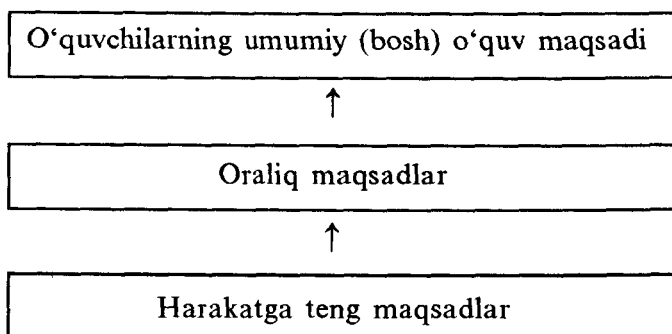 O‘quvchilarning umumiy (bosh) o‘quv maqsadi
↑
Oraliq maqsadlar
↑
Harakatga teng maqsadlar